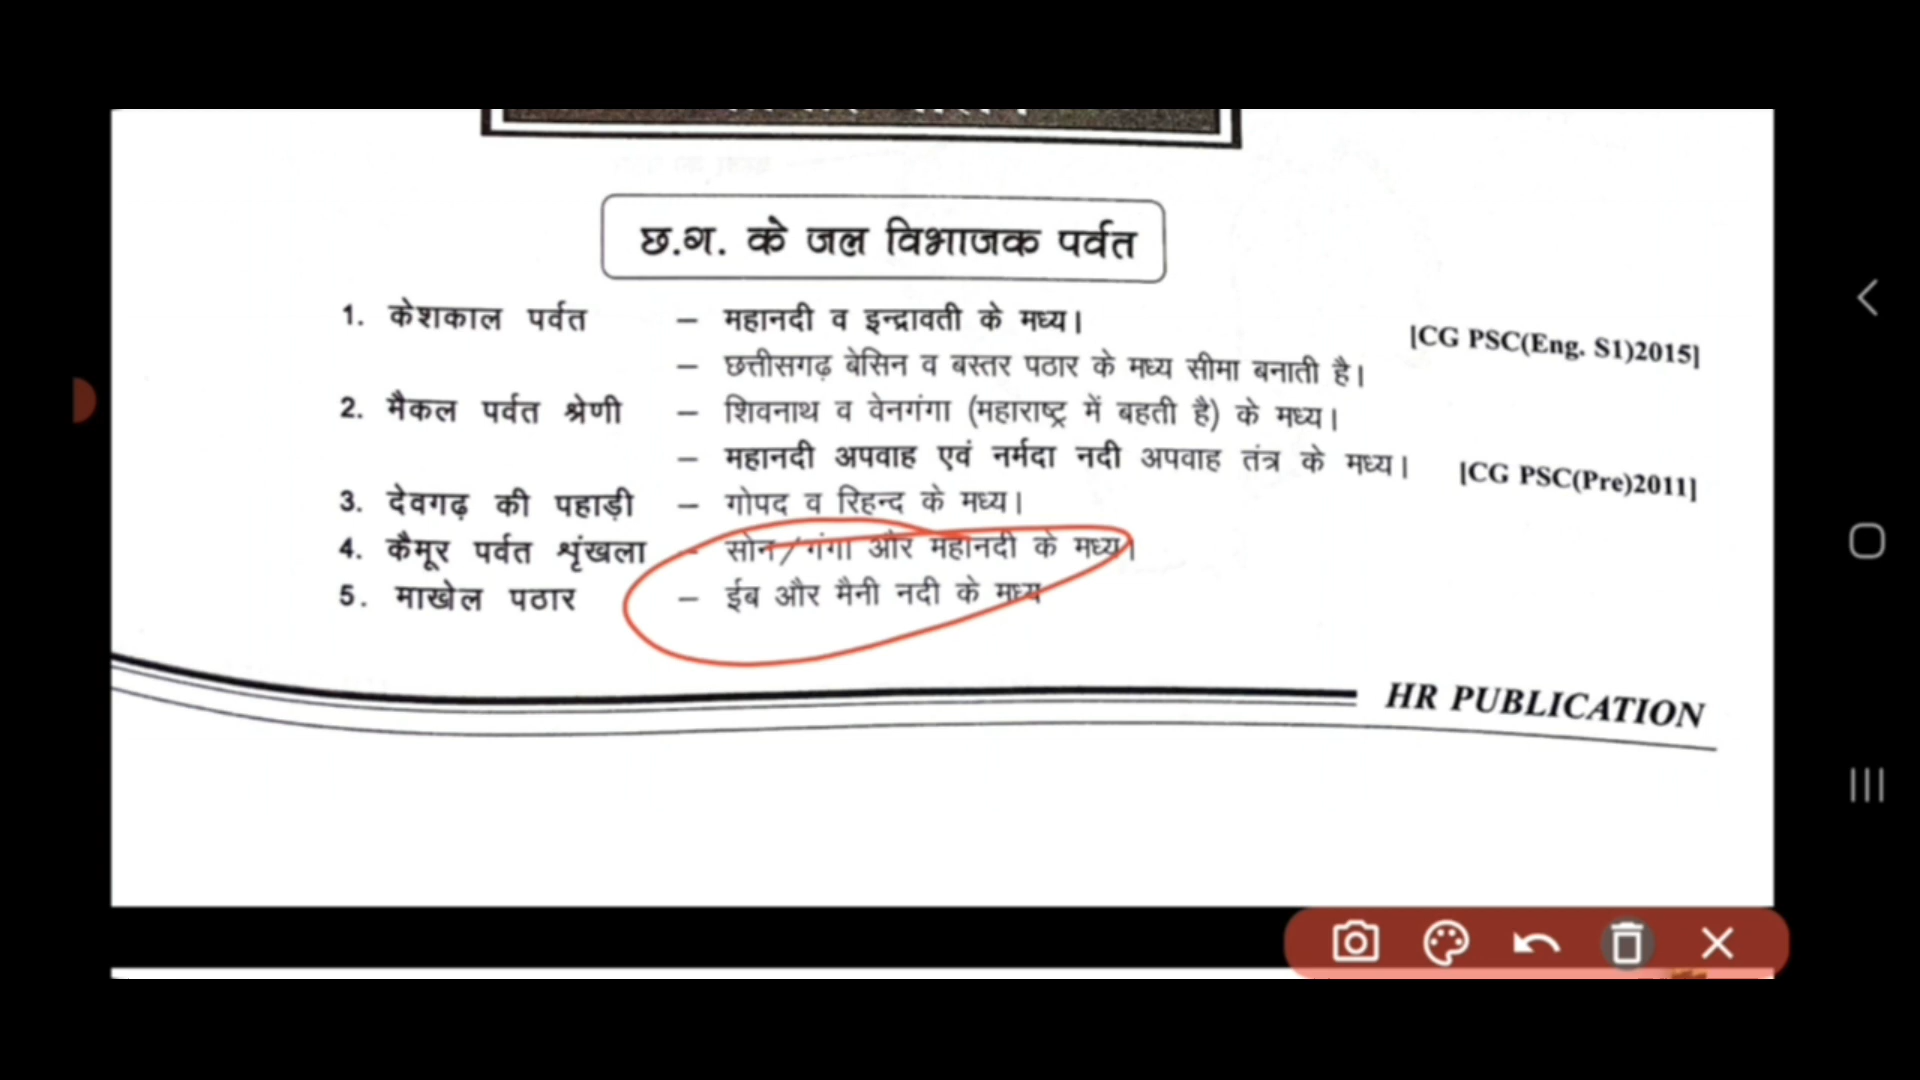 छ.ग. के जल विभाजक पर्वत
1. केशकाल पर्वत – महानदी व इन्द्रावती के मध्य।
[CG PSC(Eng. S1)2015]
– छत्तीसगढ़ बेसिन व बस्तर पठार के मध्य सीमा बनाती है।
2. मैकल पर्वत श्रेणी – शिवनाथ व वेनगंगा (महाराष्ट्र में बहती है) के मध्य।
– महानदी अपवाह एवं नर्मदा नदी अपवाह तंत्र के मध्य। [CG PSC(Pre)2011]
3. देवगढ़ की पहाड़ी – गोपद व रिहन्द के मध्य।
4. कैमूर पर्वत शृंखला – सोन/गंगा और महानदी के मध्य।
5. माखेल पठार – ईब और मैनी नदी के मध्य
HR PUBLICATION